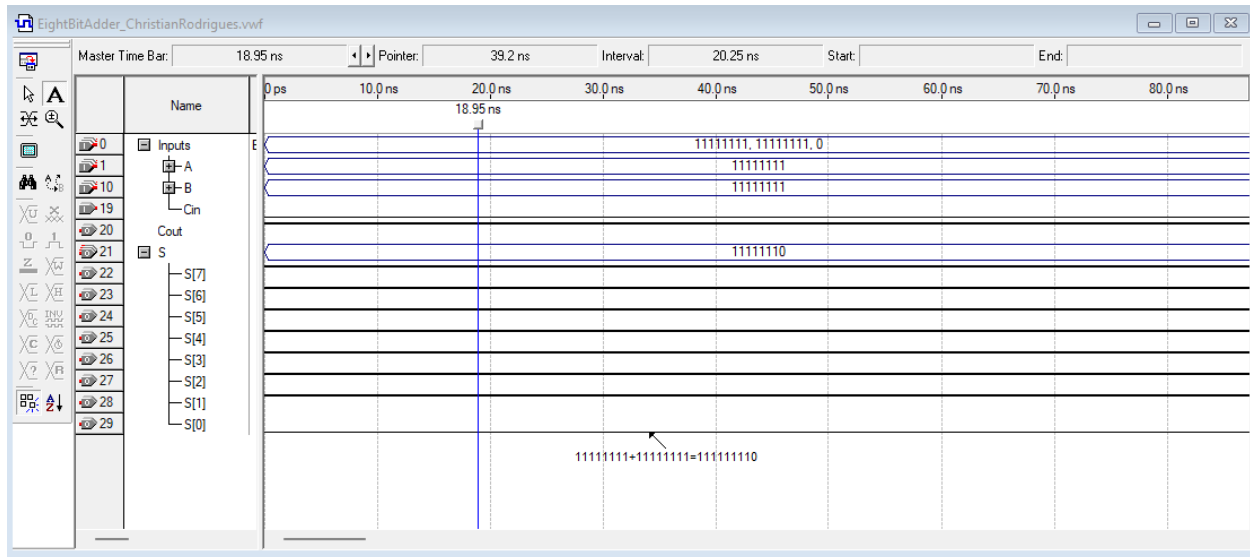 EightBitAdder_ChristianRodrigues.vwf
Master Time Bar: 18.95 ns Pointer: 39.2 ns Interval: 20.25 ns Start: End:
Name
0 ps 10.0 ns 20.0 ns 30.0 ns 40.0 ns 50.0 ns 60.0 ns 70.0 ns 80.0 ns
18.95 ns
0 Inputs 11111111, 11111111, 0
1 A 11111111
10 B 11111111
19 Cin
20 Cout
21 S 11111110
22 S[7]
23 S[6]
24 S[5]
25 S[4]
26 S[3]
27 S[2]
28 S[1]
29 S[0]
11111111+11111111=111111110